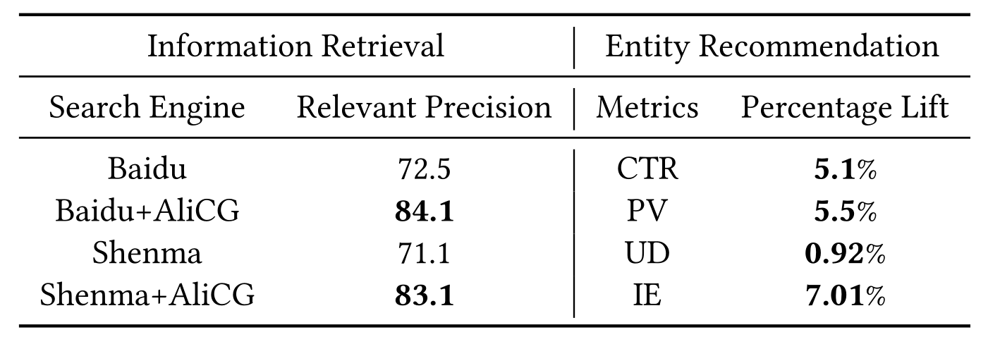 Information Retrieval Entity Recommendation
Search Engine Relevant Precision Metrics Percentage Lift
Baidu 72.5 CTR 5.1%
Baidu+AliCG 84.1 PV 5.5%
Shenma 71.1 UD 0.92%
Shenma+AliCG 83.1 IE 7.01%